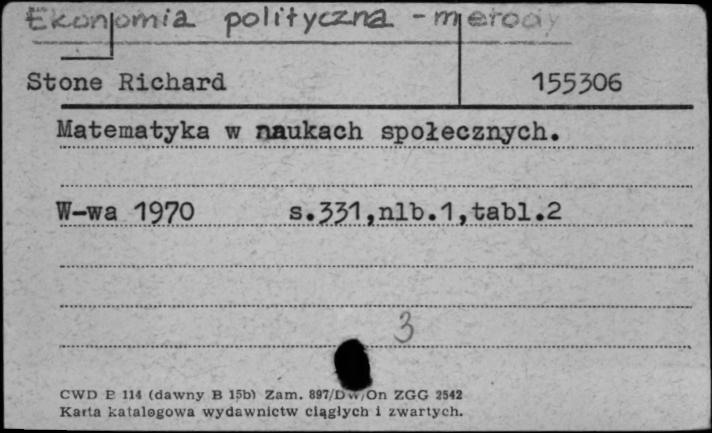 Ekonomia polityczna - metody
Stone Richard 155306
Matematyka w naukach społecznych.
W-wa 1970 s.331,nlb.1,tabl.2
3
CWD B 114 (dawny B 15b) Zam. 897/DW/On ZGG 2542
Karta katalogowa wydawnictw ciągłych i zwartych.